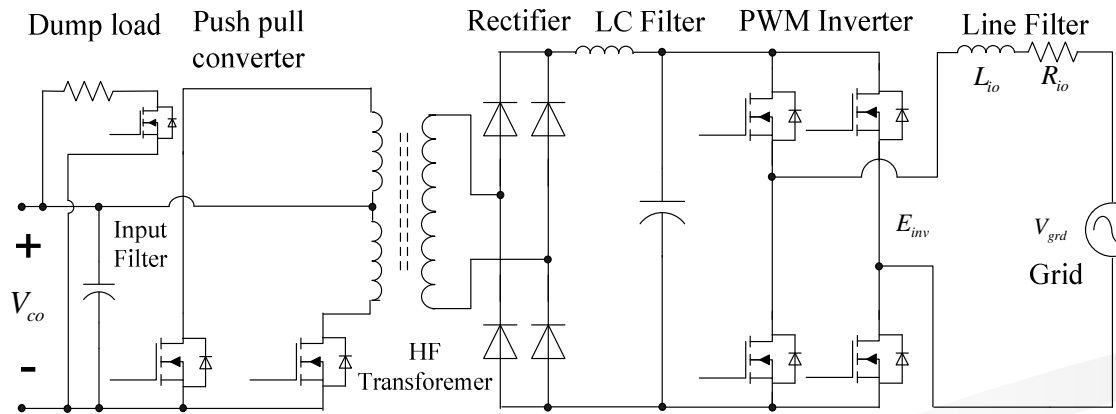 Dump load
Push pull
converter
Rectifier
LC Filter
PWM Inverter
Line Filter
L_io
R_io
Input
Filter
+
V_co
-
HF
Transforemer
E_inv
V_grd
Grid